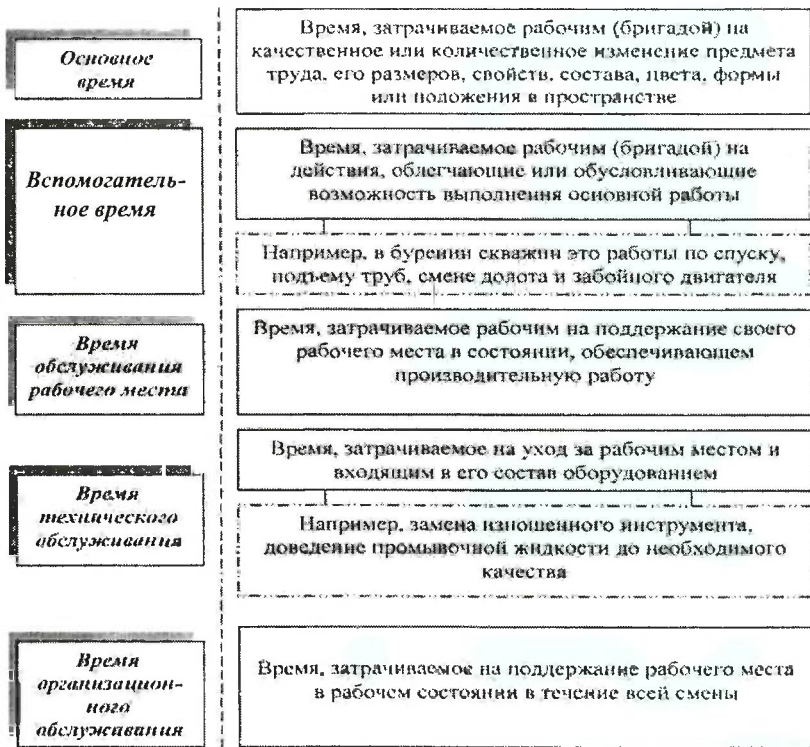 Основное
время
Время, затрачиваемое рабочим (бригадой) на
качественное или количественное изменение предмета
труда, его размеров, свойств, состава, цвета, формы
или положения в пространстве
Вспомогатель-
ное время
Время, затрачиваемое рабочим (бригадой) на
действия, облегчающие или обусловливающие
возможность выполнения основной работы
Например, в бурении скважин это работы по спуску,
подъему труб, смене долота и забойного двигателя
Время
обслуживания
рабочего места
Время, затрачиваемое рабочим на поддержание своего
рабочего места в состоянии, обеспечивающем
производительную работу
Время
технического
обслуживания
Время, затрачиваемое на уход за рабочим местом и
входящим в его состав оборудованием
Например, замена изношенного инструмента,
доведение промывочной жидкости до необходимого
качества
Время
организацион-
ного
обслуживания
Время, затрачиваемое на поддержание рабочего места
в рабочем состоянии в течение всей смены